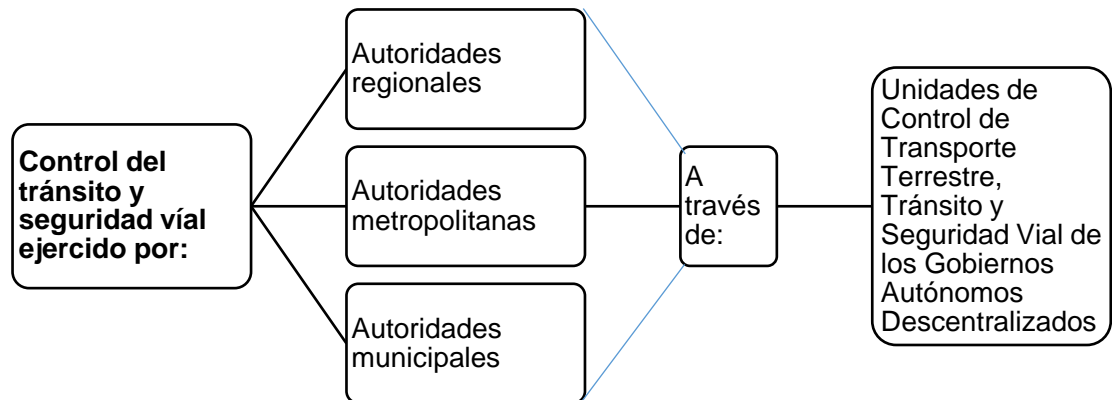 Control del
tránsito y
seguridad víal
ejercido por:
Autoridades
regionales
Autoridades
metropolitanas
Autoridades
municipales
A
través
de:
Unidades de
Control de
Transporte
Terrestre,
Tránsito y
Seguridad Vial de
los Gobiernos
Autónomos
Descentralizados